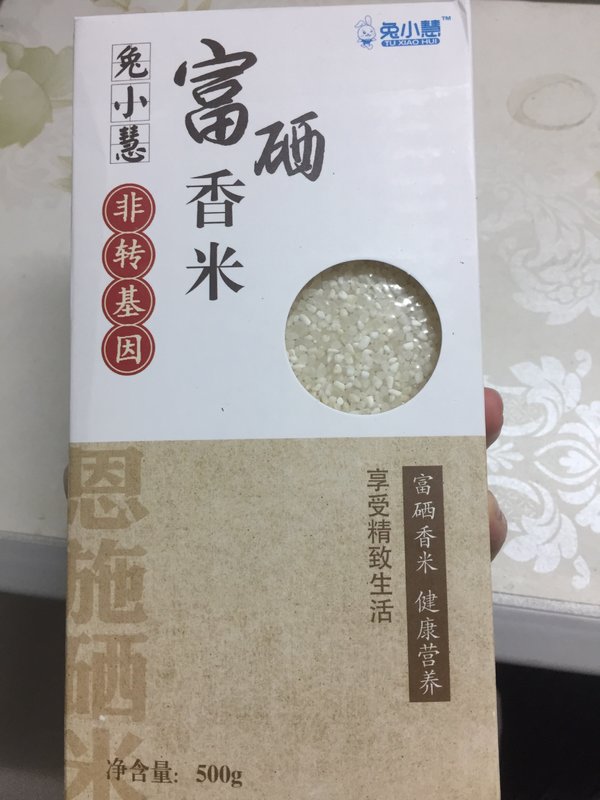 兔小慧™
TU XIAO HUI
兔小慧
富硒
香米
非转基因
享受精致生活
富硒香米 健康营养
恩施硒米
净含量: 500g